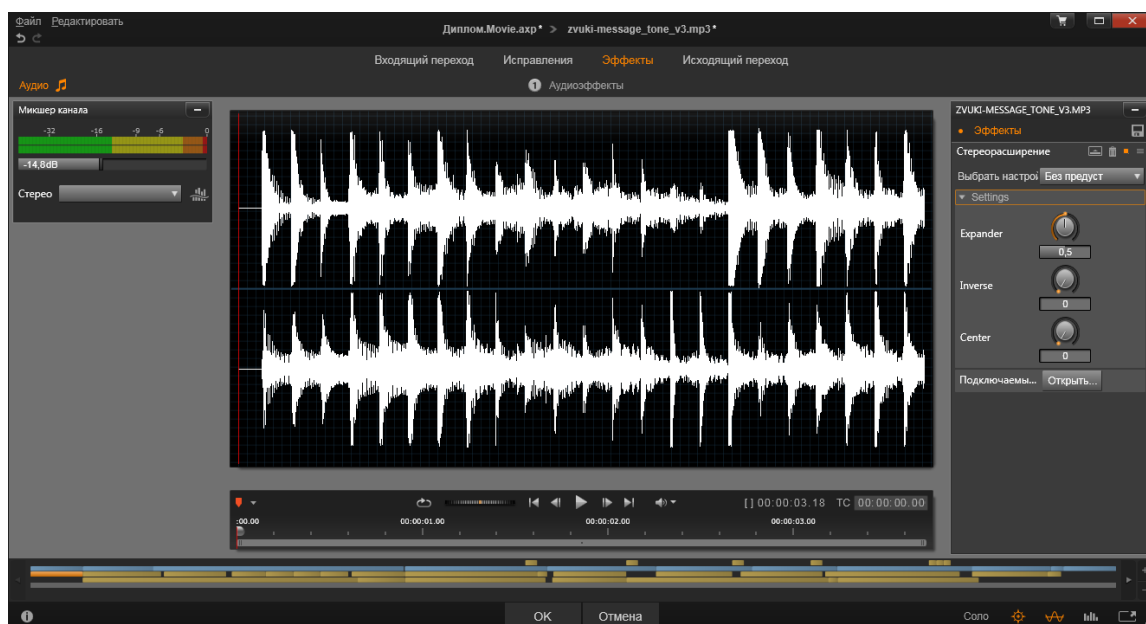 Файл Редактировать
Диплом.Movie.axp* > zvuki-message_tone_v3.mp3*
Входящий переход Исправления Эффекты Исходящий переход
Аудио 1 Аудиоэффекты
Микшер канала
-32 -16 -9 -6 0
-14,8dB
Стерео
ZVUKI-MESSAGE_TONE_V3.MP3
Эффекты
Стереорасширение
Выбрать настрой Без предуст
Settings
Expander
0,5
Inverse
0
Center
0
Подключаемы... Открыть...
[ ] 00:00:03.18 TC 00:00:00.00
:00.00 00:00:01.00 00:00:02.00 00:00:03.00
OK Отмена Соло